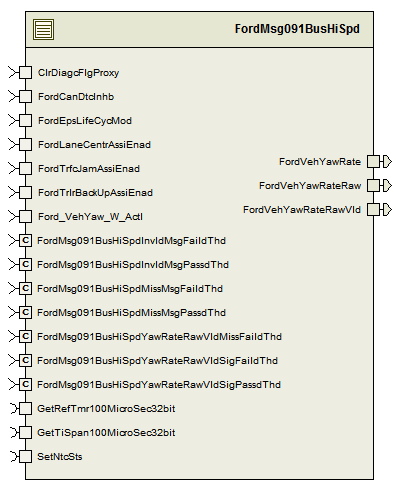 FordMsg091BusHiSpd
ClrDiagcFlgProxy
FordCanDtcInhb
FordEpsLifeCycMod
FordLaneCentrAssiEnad
FordTrfcJamAssiEnad
FordTrlrBackUpAssiEnad
Ford_VehYaw_W_Actl
C FordMsg091BusHiSpdInvldMsgFaildThd
C FordMsg091BusHiSpdInvldMsgPassdThd
C FordMsg091BusHiSpdMissMsgFaildThd
C FordMsg091BusHiSpdMissMsgPassdThd
C FordMsg091BusHiSpdYawRateRawVldMissFaildThd
C FordMsg091BusHiSpdYawRateRawVldSigFaildThd
C FordMsg091BusHiSpdYawRateRawVldSigPassdThd
GetRefTmr100MicroSec32bit
GetTiSpan100MicroSec32bit
SetNtcSts
FordVehYawRate
FordVehYawRateRaw
FordVehYawRateRawVld